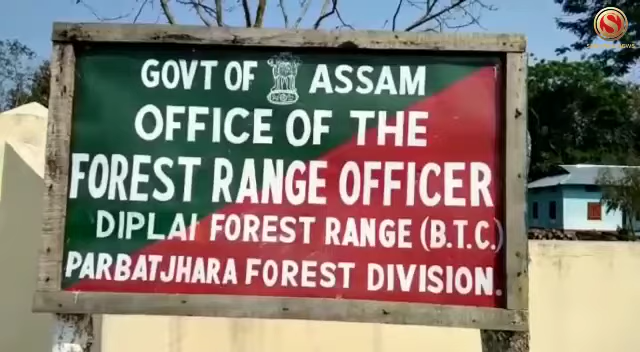 GOVT OF ASSAM
OFFICE OF THE
FOREST RANGE OFFICER
DIPLAI FOREST RANGE (B.T.C.)
PARBATJHARA FOREST DIVISION.